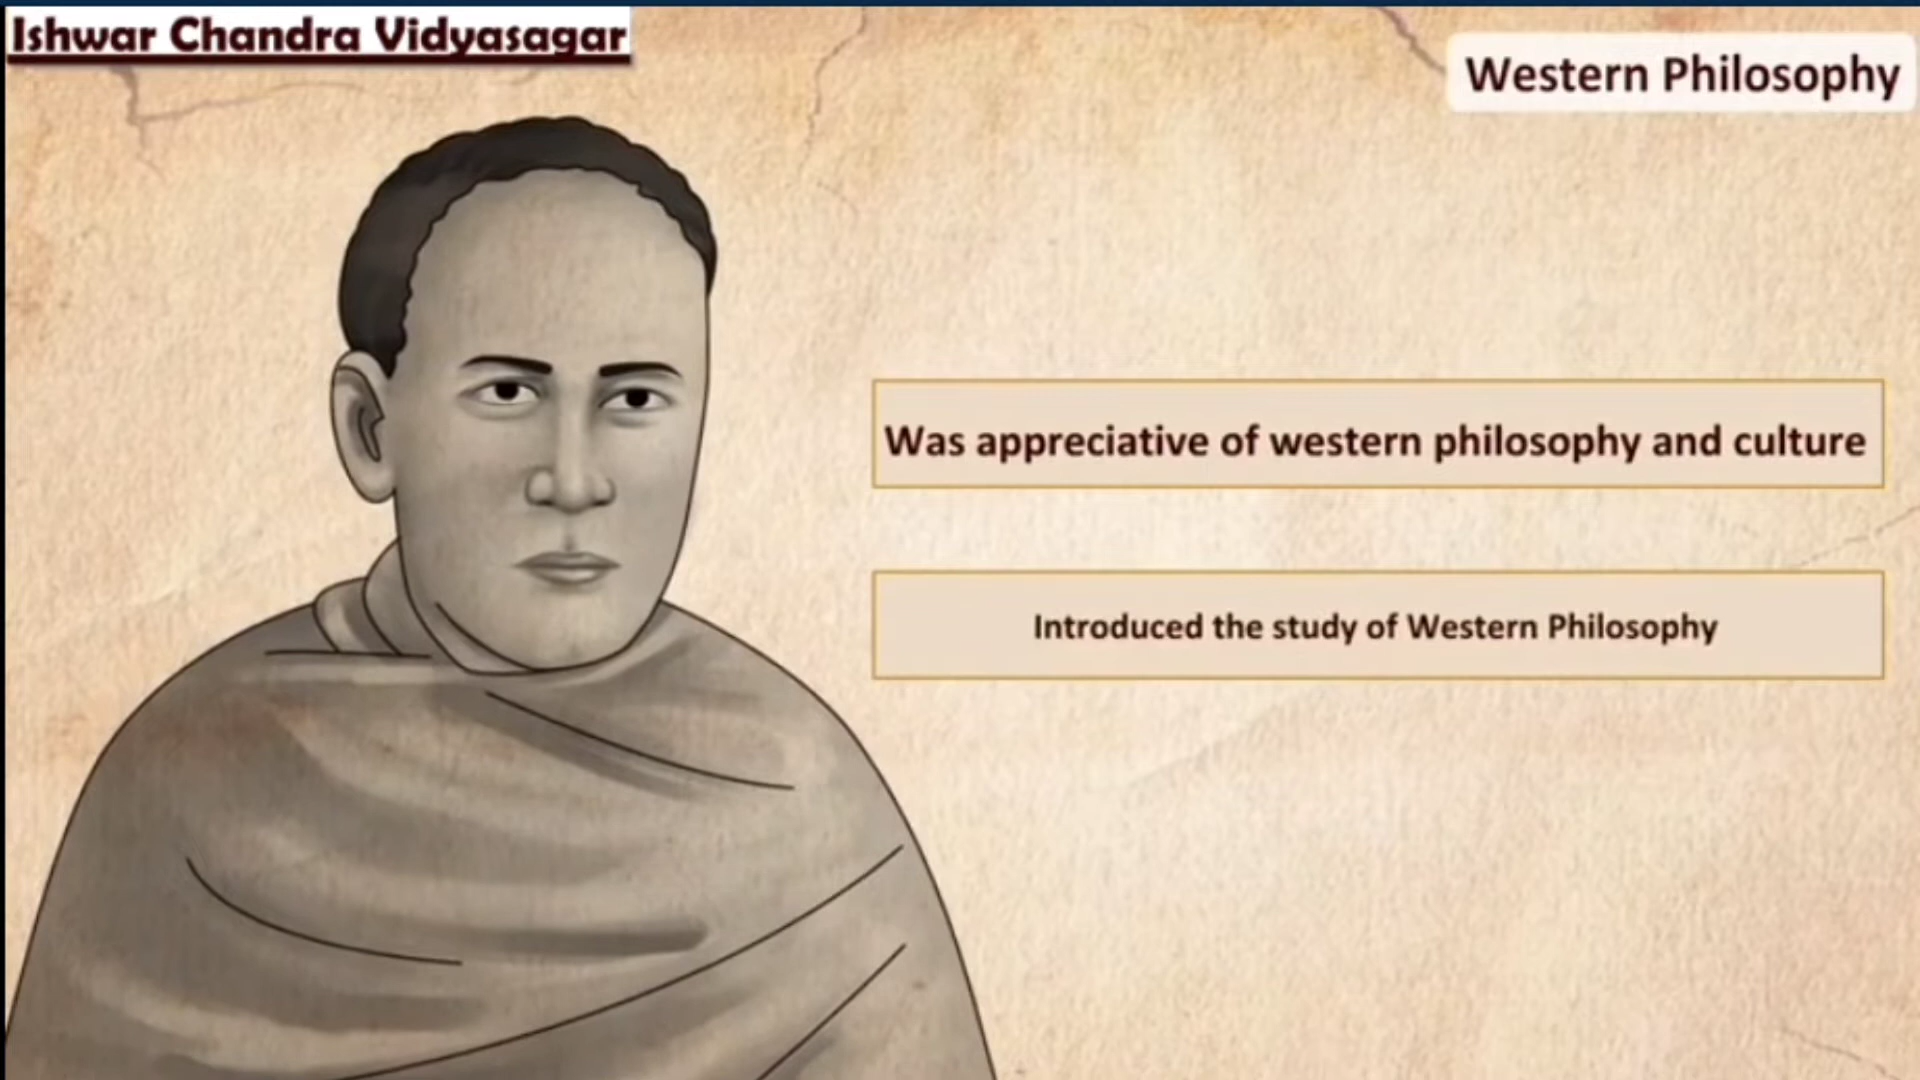 Ishwar Chandra Vidyasagar
Western Philosophy
Was appreciative of western philosophy and culture
Introduced the study of Western Philosophy